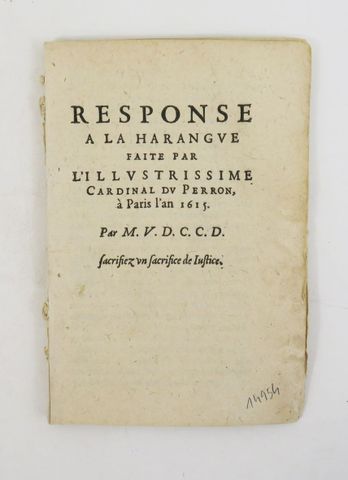 RESPONSE
A LA HARANGVE
FAITE PAR
L'ILLVSTRISSIME
CARDINAL DV PERRON,
à Paris l'an 1615.
Par M. V. D. C. C. D.
ſacrifiez vn ſacrifice de Iuſtice.
14954